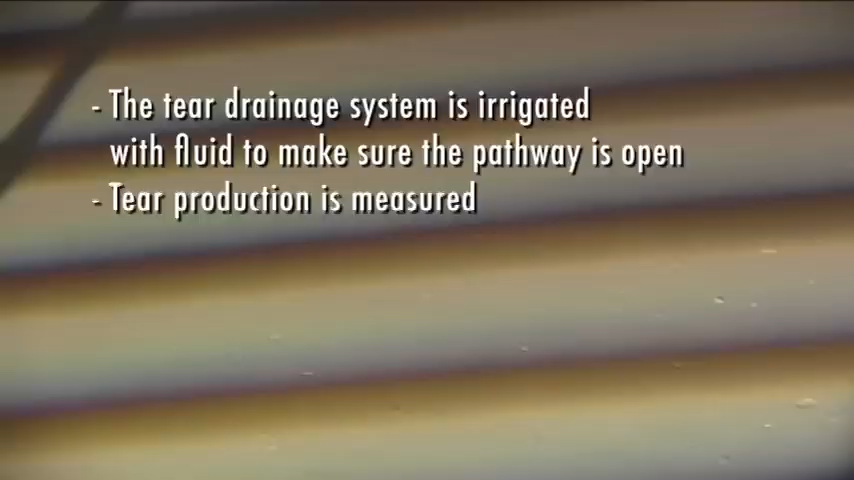 - The tear drainage system is irrigated
with fluid to make sure the pathway is open
- Tear production is measured